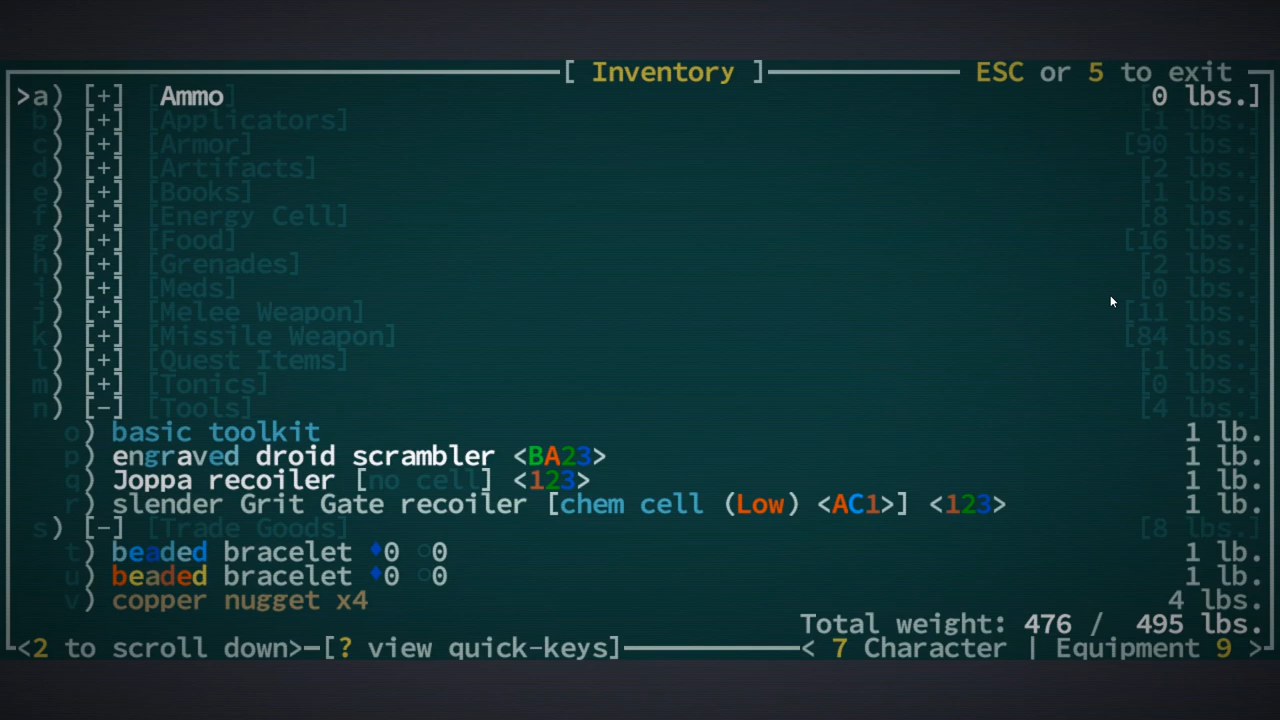 [ Inventory ] ESC or 5 to exit
>a) [+] [Ammo] [0 lbs.]
b) [+] [Applicators] [1 lbs.]
c) [+] [Armor] [90 lbs.]
d) [+] [Artifacts] [2 lbs.]
e) [+] [Books] [1 lbs.]
f) [+] [Energy Cell] [8 lbs.]
g) [+] [Food] [16 lbs.]
h) [+] [Grenades] [2 lbs.]
i) [+] [Meds] [0 lbs.]
j) [+] [Melee Weapon] [11 lbs.]
k) [+] [Missile Weapon] [84 lbs.]
l) [+] [Quest Items] [1 lbs.]
m) [+] [Tonics] [0 lbs.]
n) [-] [Tools] [4 lbs.]
o) basic toolkit 1 lb.
p) engraved droid scrambler <BA23> 1 lb.
q) Joppa recoiler [no cell] <123> 1 lb.
r) slender Grit Gate recoiler [chem cell (Low) <AC1>] <123> 1 lb.
s) [-] [Trade Goods] [8 lbs.]
t) beaded bracelet ♦0 ○0 1 lb.
u) beaded bracelet ♦0 ○0 1 lb.
v) copper nugget x4 4 lbs.
Total weight: 476 / 495 lbs.
<2 to scroll down> [? view quick-keys] < 7 Character | Equipment 9 >